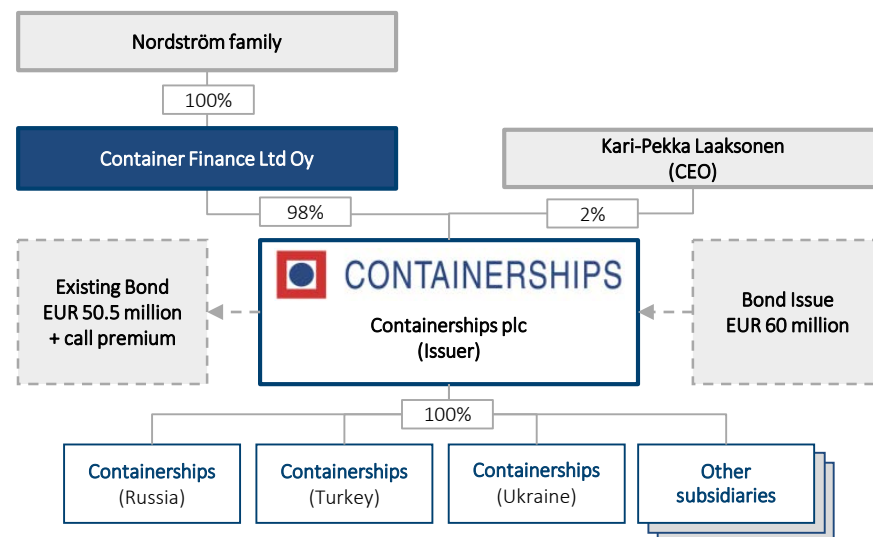 Nordström family
100%
Container Finance Ltd Oy
Kari-Pekka Laaksonen
(CEO)
98%
2%
Existing Bond
EUR 50.5 million
+ call premium
CONTAINERSHIPS
Containerships plc
(Issuer)
Bond Issue
EUR 60 million
100%
Containerships
(Russia)
Containerships
(Turkey)
Containerships
(Ukraine)
Other
subsidiaries